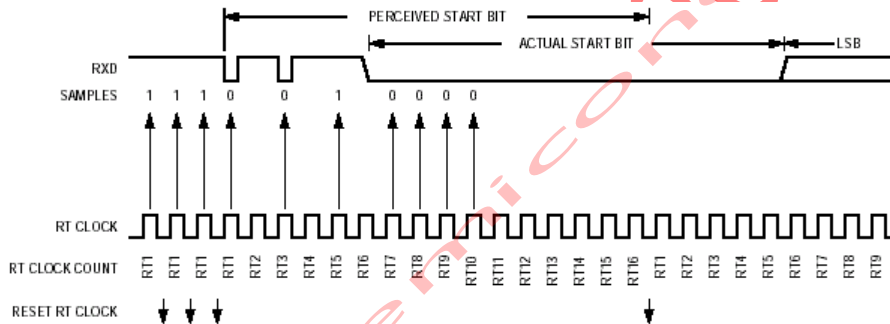 PERCEIVED START BIT
ACTUAL START BIT
LSB
RXD
SAMPLES 1 1 1 0 0 1 0 0 0 0
RT CLOCK
RT CLOCK COUNT RT1 RT1 RT1 RT1 RT2 RT3 RT4 RT5 RT6 RT7 RT8 RT9 RT10 RT11 RT12 RT13 RT14 RT15 RT16 RT1 RT2 RT3 RT4 RT5 RT6 RT7 RT8 RT9
RESET RT CLOCK
emicon